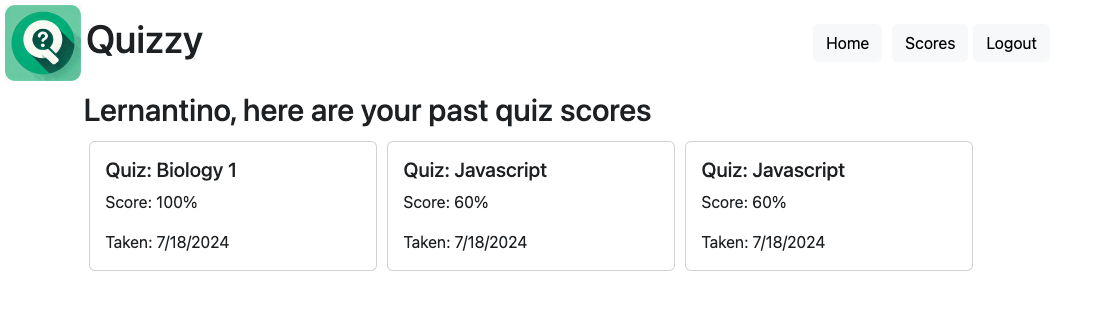 Quizzy
Home Scores Logout
Lernantino, here are your past quiz scores
Quiz: Biology 1
Score: 100%
Taken: 7/18/2024
Quiz: Javascript
Score: 60%
Taken: 7/18/2024
Quiz: Javascript
Score: 60%
Taken: 7/18/2024